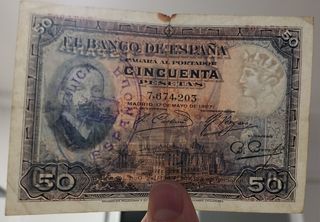 50 50
EL BANCO DE ESPAÑA
PAGARÁ AL PORTADOR
CINCUENTA
PESETAS
7,674,203
MADRID, 17 DE MAYO DE 1927.
50 50